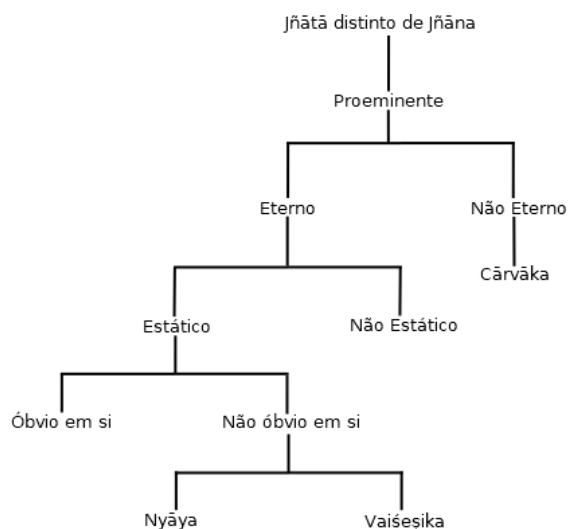 Jñātā distinto de Jñāna
Proeminente
Eterno
Não Eterno
Cārvāka
Estático
Não Estático
Óbvio em si
Não óbvio em si
Nyāya
Vaiśeṣika